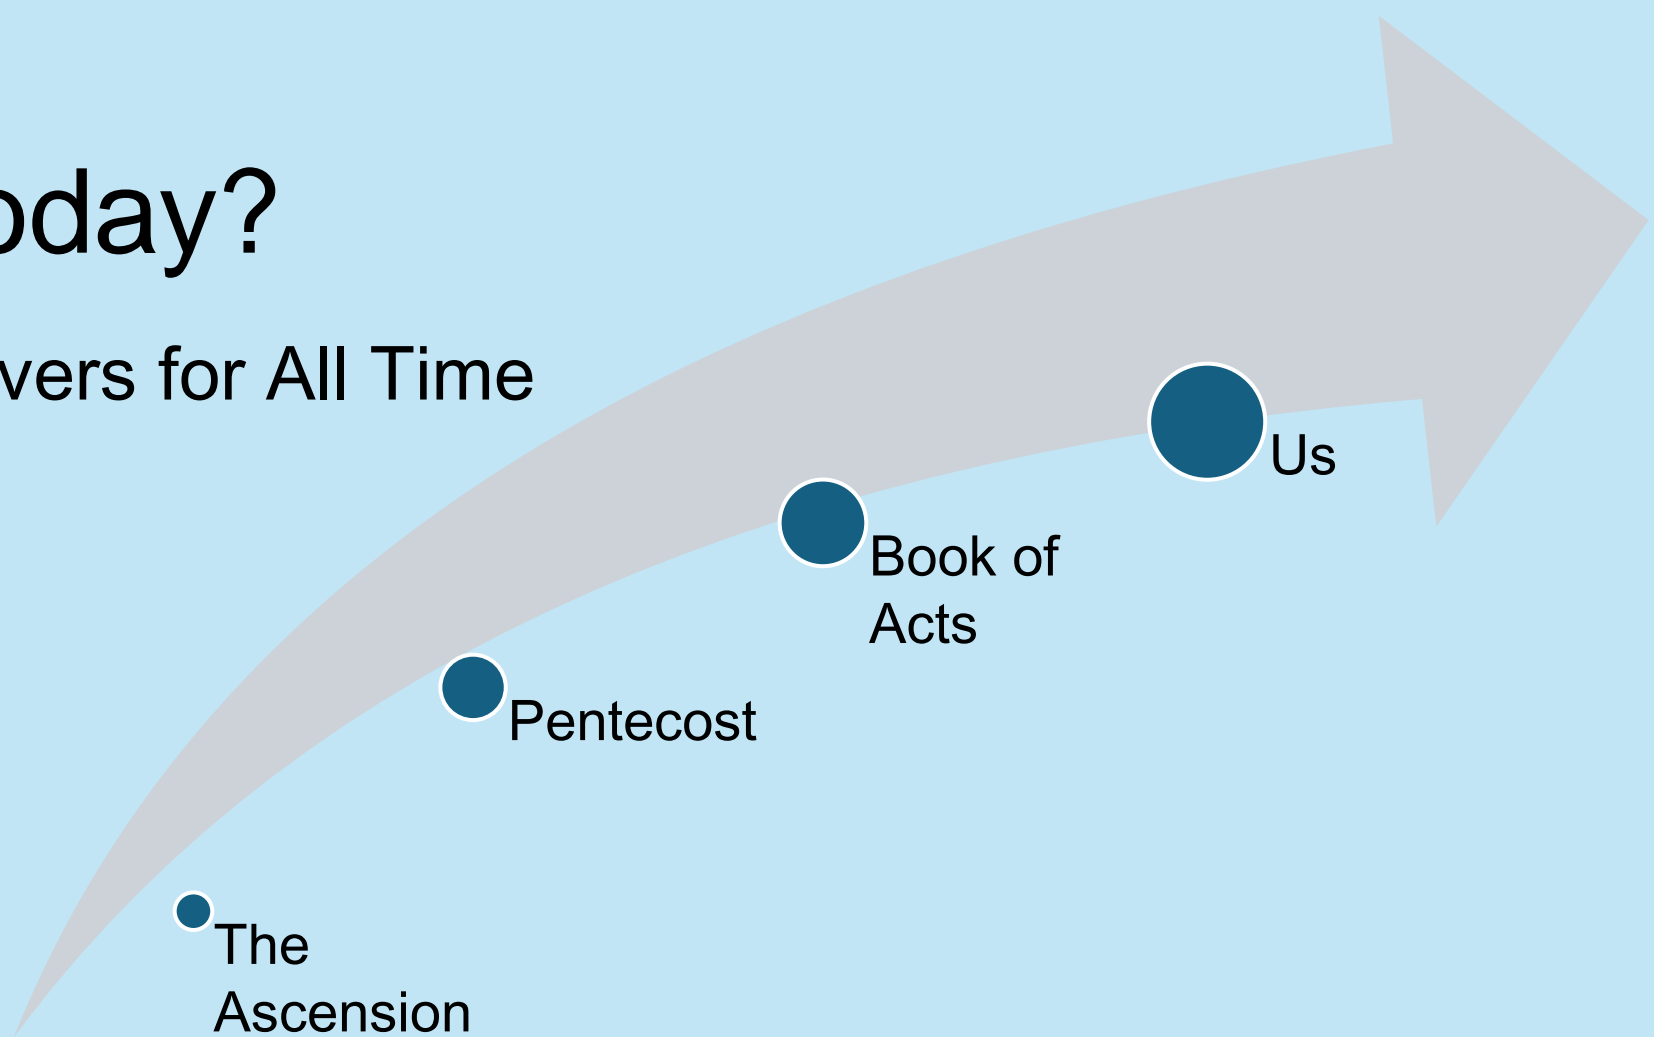 oday?
vers for All Time
Us
Book of
Acts
Pentecost
The
Ascension